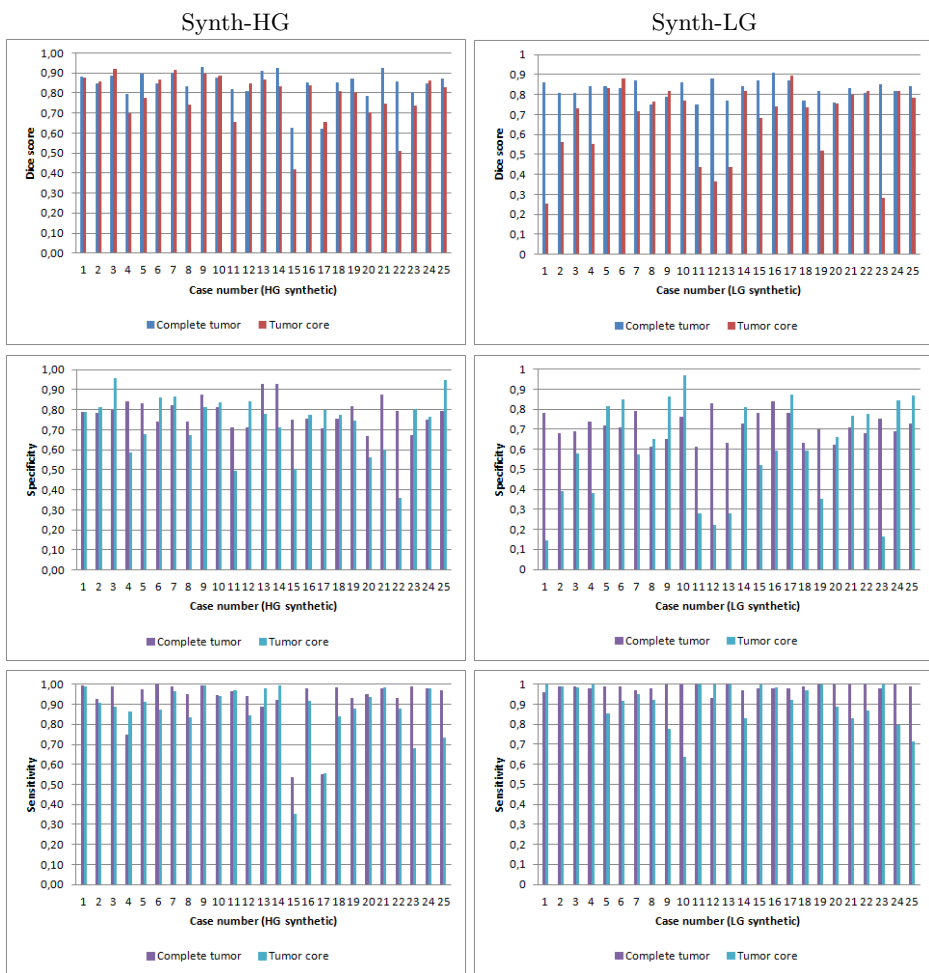 Synth-HG
Synth-LG
1,00
0,90
0,80
0,70
0,60
0,50
0,40
0,30
0,20
0,10
0,00
Dice score
1 2 3 4 5 6 7 8 9 10 11 12 13 14 15 16 17 18 19 20 21 22 23 24 25
Case number (HG synthetic)
Complete tumor Tumor core
1
0,9
0,8
0,7
0,6
0,5
0,4
0,3
0,2
0,1
0
Dice score
1 2 3 4 5 6 7 8 9 10 11 12 13 14 15 16 17 18 19 20 21 22 23 24 25
Case number (LG synthetic)
Complete tumor Tumor core
1,00
0,90
0,80
0,70
0,60
0,50
0,40
0,30
0,20
0,10
0,00
Specificity
1 2 3 4 5 6 7 8 9 10 11 12 13 14 15 16 17 18 19 20 21 22 23 24 25
Case number (HG synthetic)
Complete tumor Tumor core
1
0,9
0,8
0,7
0,6
0,5
0,4
0,3
0,2
0,1
0
Specificity
1 2 3 4 5 6 7 8 9 10 11 12 13 14 15 16 17 18 19 20 21 22 23 24 25
Case number (LG synthetic)
Complete tumor Tumor core
1,00
0,90
0,80
0,70
0,60
0,50
0,40
0,30
0,20
0,10
0,00
Sensitivity
1 2 3 4 5 6 7 8 9 10 11 12 13 14 15 16 17 18 19 20 21 22 23 24 25
Case number (HG synthetic)
Complete tumor Tumor core
1
0,9
0,8
0,7
0,6
0,5
0,4
0,3
0,2
0,1
0
Sensitivity
1 2 3 4 5 6 7 8 9 10 11 12 13 14 15 16 17 18 19 20 21 22 23 24 25
Case number (LG synthetic)
Complete tumor Tumor core